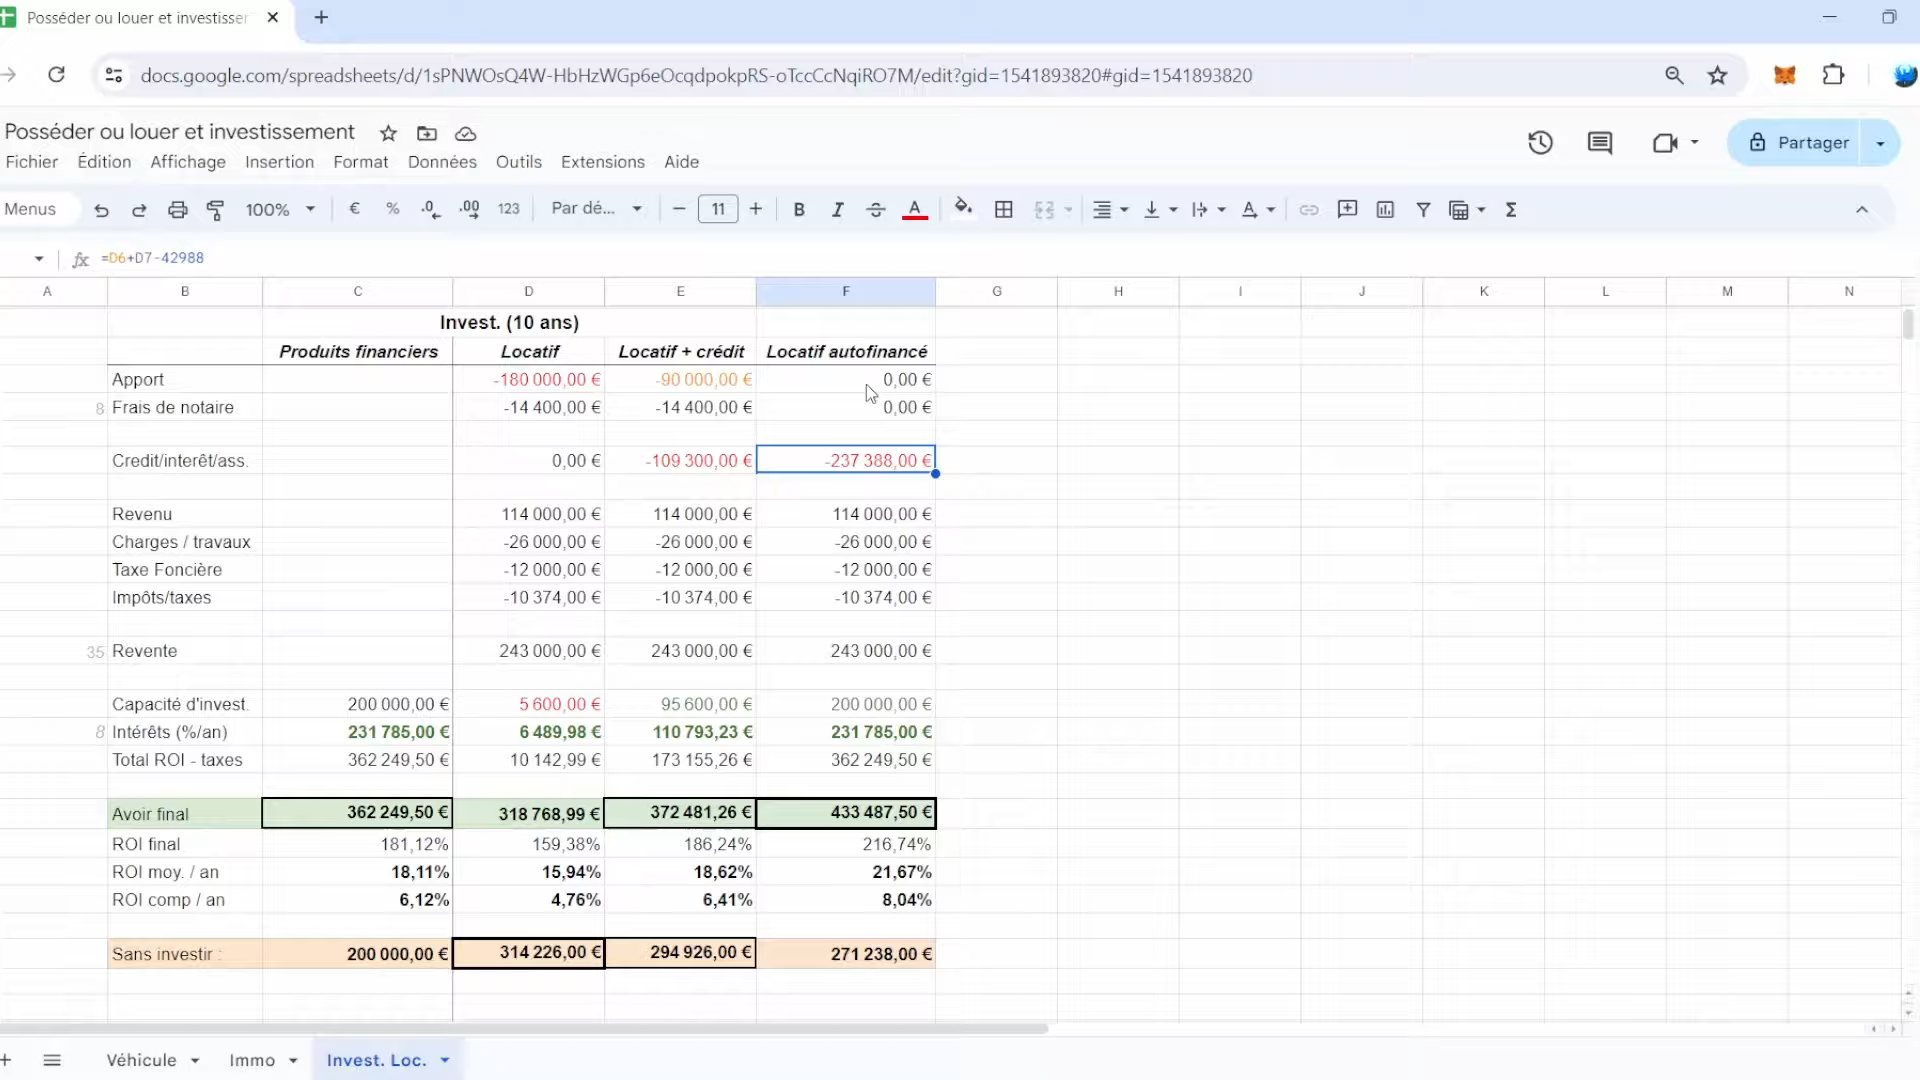 Posséder ou louer et investisser
docs.google.com/spreadsheets/d/1sPNWOsQ4W-HbHzWGp6eOcqdpokpRS-oTccCcNqiRO7M/edit?gid=1541893820#gid=1541893820
Posséder ou louer et investissement
Partager
Fichier Édition Affichage Insertion Format Données Outils Extensions Aide
Menus 100% € % .0 .00 123 Par dé... 11 B I S A Σ
fx =D6+D7-42988
A B C D E F G H I J K L M N
Invest. (10 ans)
Produits financiers Locatif Locatif + crédit Locatif autofinancé
Apport -180 000,00 € -90 000,00 € 0,00 €
8 Frais de notaire -14 400,00 € -14 400,00 € 0,00 €
Credit/interêt/ass. 0,00 € -109 300,00 € -237 388,00 €
Revenu 114 000,00 € 114 000,00 € 114 000,00 €
Charges / travaux -26 000,00 € -26 000,00 € -26 000,00 €
Taxe Foncière -12 000,00 € -12 000,00 € -12 000,00 €
Impôts/taxes -10 374,00 € -10 374,00 € -10 374,00 €
35 Revente 243 000,00 € 243 000,00 € 243 000,00 €
Capacité d'invest. 200 000,00 € 5 600,00 € 95 600,00 € 200 000,00 €
8 Intérêts (%/an) 231 785,00 € 6 489,98 € 110 793,23 € 231 785,00 €
Total ROI - taxes 362 249,50 € 10 142,99 € 173 155,26 € 362 249,50 €
Avoir final 362 249,50 € 318 768,99 € 372 481,26 € 433 487,50 €
ROI final 181,12% 159,38% 186,24% 216,74%
ROI moy. / an 18,11% 15,94% 18,62% 21,67%
ROI comp / an 6,12% 4,76% 6,41% 8,04%
Sans investir : 200 000,00 € 314 226,00 € 294 926,00 € 271 238,00 €
Véhicule Immo Invest. Loc.